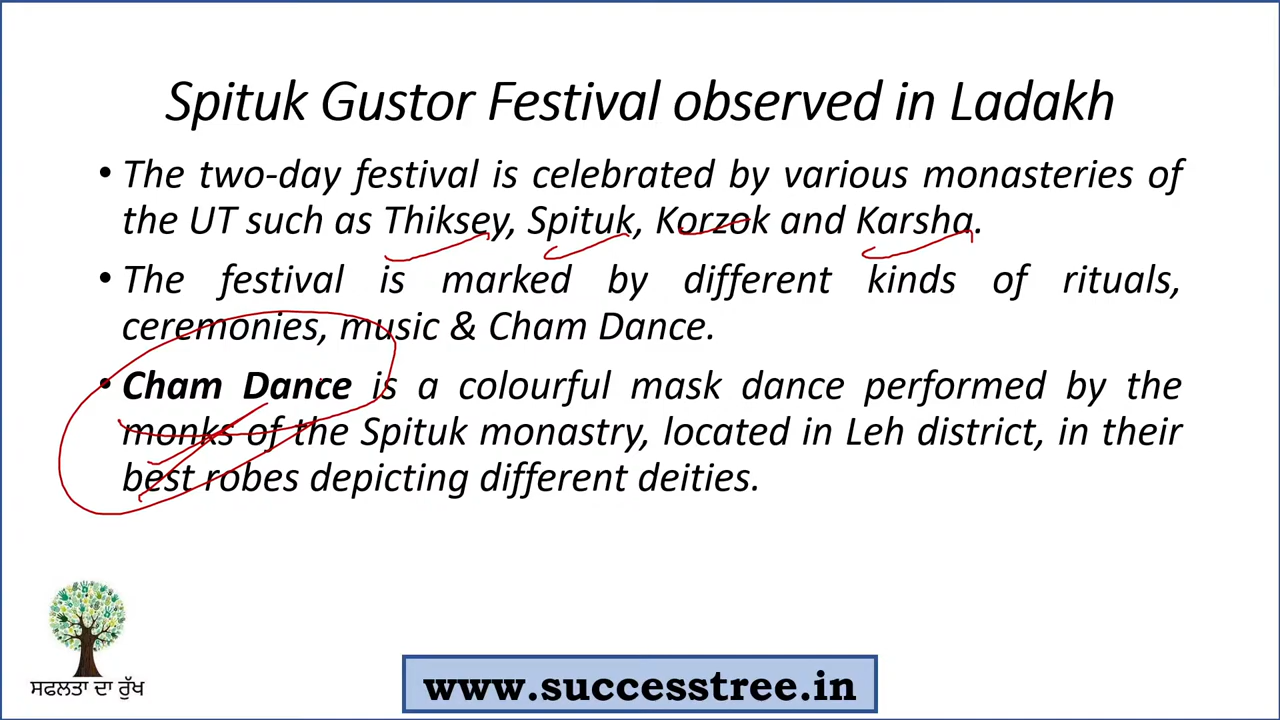 Spituk Gustor Festival observed in Ladakh
• The two-day festival is celebrated by various monasteries of
the UT such as Thiksey, Spituk, Korzok and Karsha.
• The festival is marked by different kinds of rituals,
ceremonies, music & Cham Dance.
• Cham Dance is a colourful mask dance performed by the
monks of the Spituk monastry, located in Leh district, in their
best robes depicting different deities.
ਸਫਲਤਾ ਦਾ ਰੁੱਖ
www.successtree.in